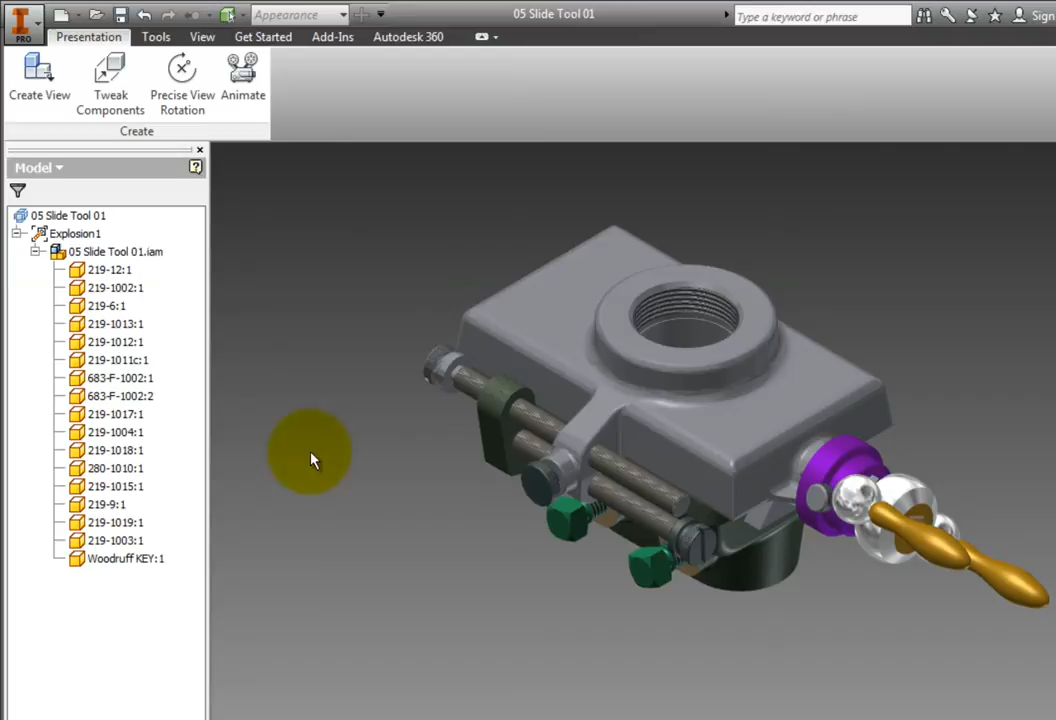 Appearance
05 Slide Tool 01
Type a keyword or phrase
Sign
PRO
Presentation Tools View Get Started Add-Ins Autodesk 360
Create View
Tweak
Components
Precise View
Rotation
Animate
Create
Model
05 Slide Tool 01
Explosion1
05 Slide Tool 01.iam
219-12:1
219-1002:1
219-6:1
219-1013:1
219-1012:1
219-1011c:1
683-F-1002:1
683-F-1002:2
219-1017:1
219-1004:1
219-1018:1
280-1010:1
219-1015:1
219-9:1
219-1019:1
219-1003:1
Woodruff KEY:1